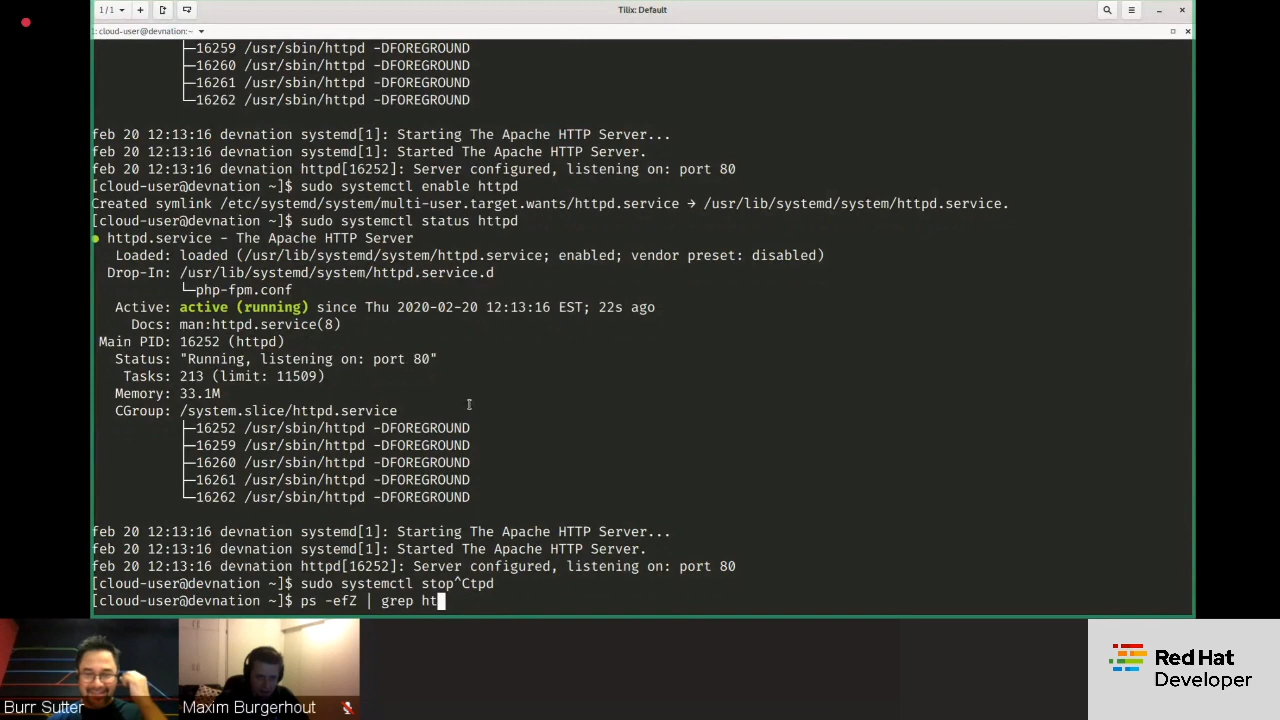 1 / 1
Tilix: Default
: cloud-user@devnation:~
├─16259 /usr/sbin/httpd -DFOREGROUND
├─16260 /usr/sbin/httpd -DFOREGROUND
├─16261 /usr/sbin/httpd -DFOREGROUND
└─16262 /usr/sbin/httpd -DFOREGROUND
feb 20 12:13:16 devnation systemd[1]: Starting The Apache HTTP Server...
feb 20 12:13:16 devnation systemd[1]: Started The Apache HTTP Server.
feb 20 12:13:16 devnation httpd[16252]: Server configured, listening on: port 80
[cloud-user@devnation ~]$ sudo systemctl enable httpd
Created symlink /etc/systemd/system/multi-user.target.wants/httpd.service → /usr/lib/systemd/system/httpd.service.
[cloud-user@devnation ~]$ sudo systemctl status httpd
● httpd.service - The Apache HTTP Server
Loaded: loaded (/usr/lib/systemd/system/httpd.service; enabled; vendor preset: disabled)
Drop-In: /usr/lib/systemd/system/httpd.service.d
└─php-fpm.conf
Active: active (running) since Thu 2020-02-20 12:13:16 EST; 22s ago
Docs: man:httpd.service(8)
Main PID: 16252 (httpd)
Status: "Running, listening on: port 80"
Tasks: 213 (limit: 11509)
Memory: 33.1M
CGroup: /system.slice/httpd.service
├─16252 /usr/sbin/httpd -DFOREGROUND
├─16259 /usr/sbin/httpd -DFOREGROUND
├─16260 /usr/sbin/httpd -DFOREGROUND
├─16261 /usr/sbin/httpd -DFOREGROUND
└─16262 /usr/sbin/httpd -DFOREGROUND
feb 20 12:13:16 devnation systemd[1]: Starting The Apache HTTP Server...
feb 20 12:13:16 devnation systemd[1]: Started The Apache HTTP Server.
feb 20 12:13:16 devnation httpd[16252]: Server configured, listening on: port 80
[cloud-user@devnation ~]$ sudo systemctl stop^Ctpd
[cloud-user@devnation ~]$ ps -efZ | grep ht
Burr Sutter
Maxim Burgerhout
Red Hat
Developer